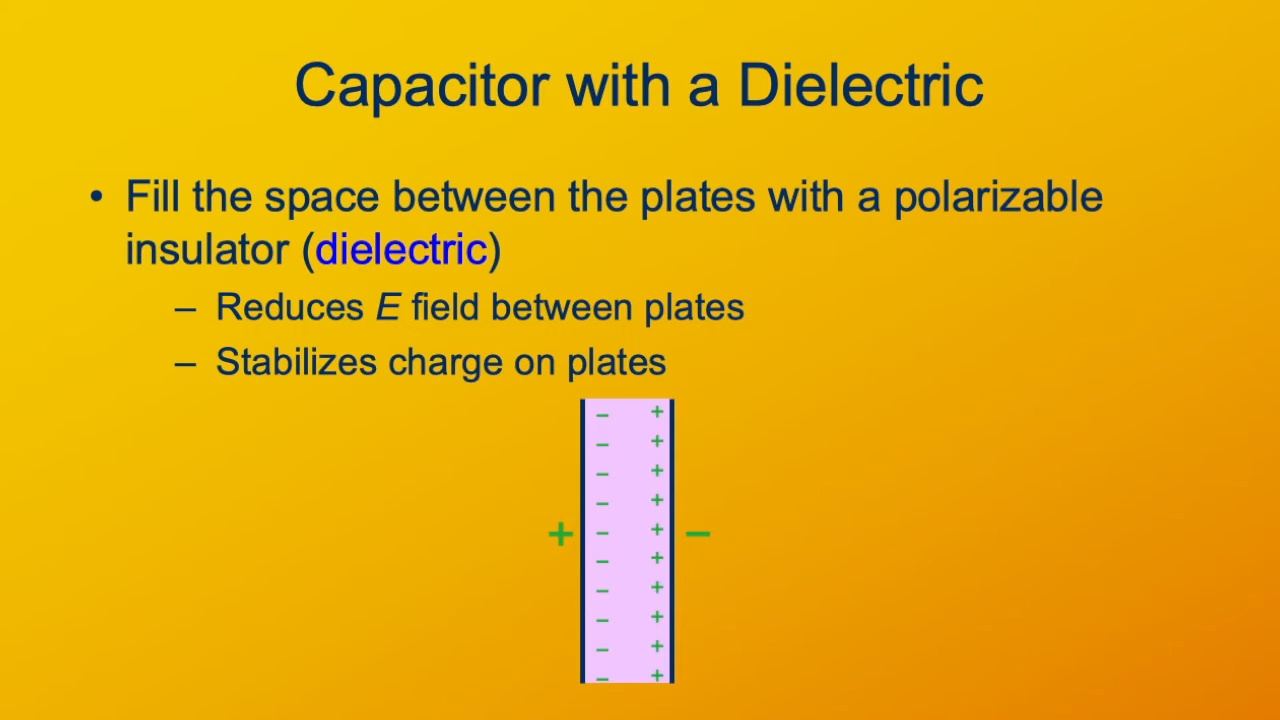 Capacitor with a Dielectric
• Fill the space between the plates with a polarizable
insulator (dielectric)
– Reduces E field between plates
– Stabilizes charge on plates
– +
– +
– +
– +
+ – + –
– +
– +
– +
– +
– +